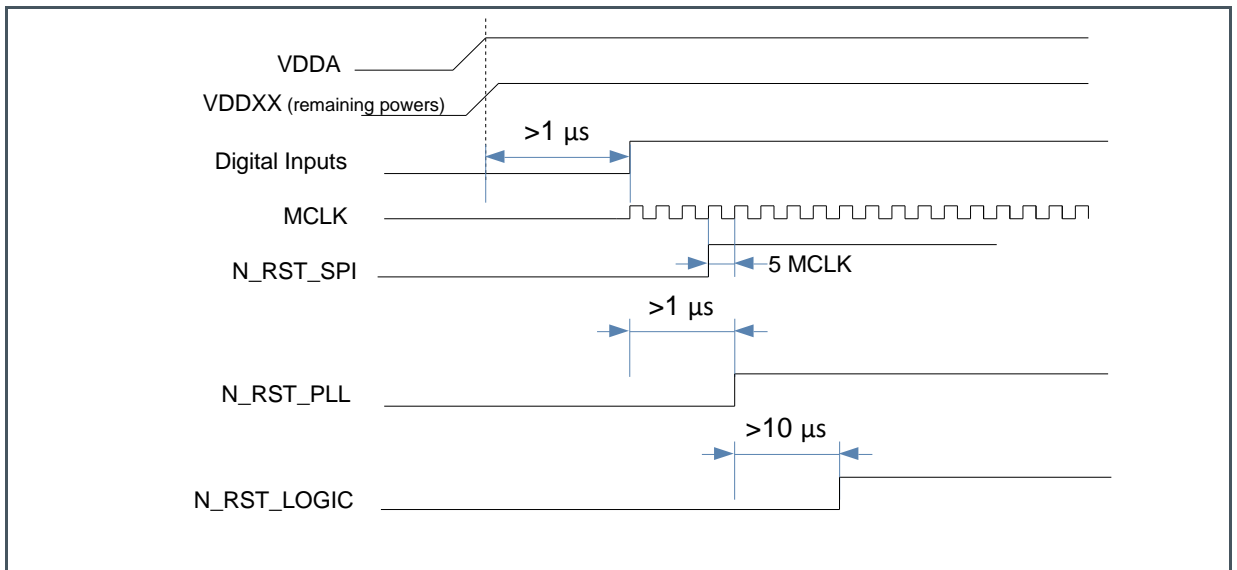 VDDA
VDDXX (remaining powers)
>1 µs
Digital Inputs
MCLK
N_RST_SPI
5 MCLK
>1 µs
N_RST_PLL
>10 µs
N_RST_LOGIC